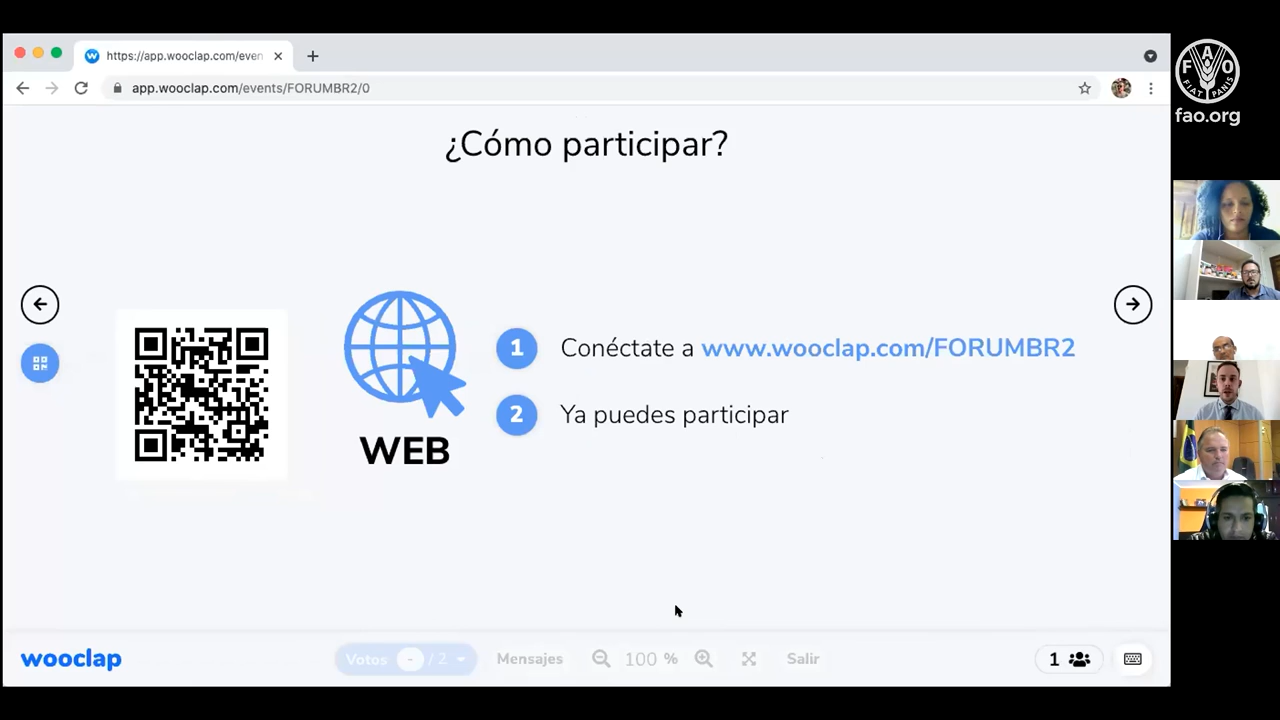 https://app.wooclap.com/even
app.wooclap.com/events/FORUMBR2/0
¿Cómo participar?
WEB
1 Conéctate a www.wooclap.com/FORUMBR2
2 Ya puedes participar
wooclap
Votos - / 2
Mensajes
100 %
Salir
1
F A O
FIAT PANIS
fao.org